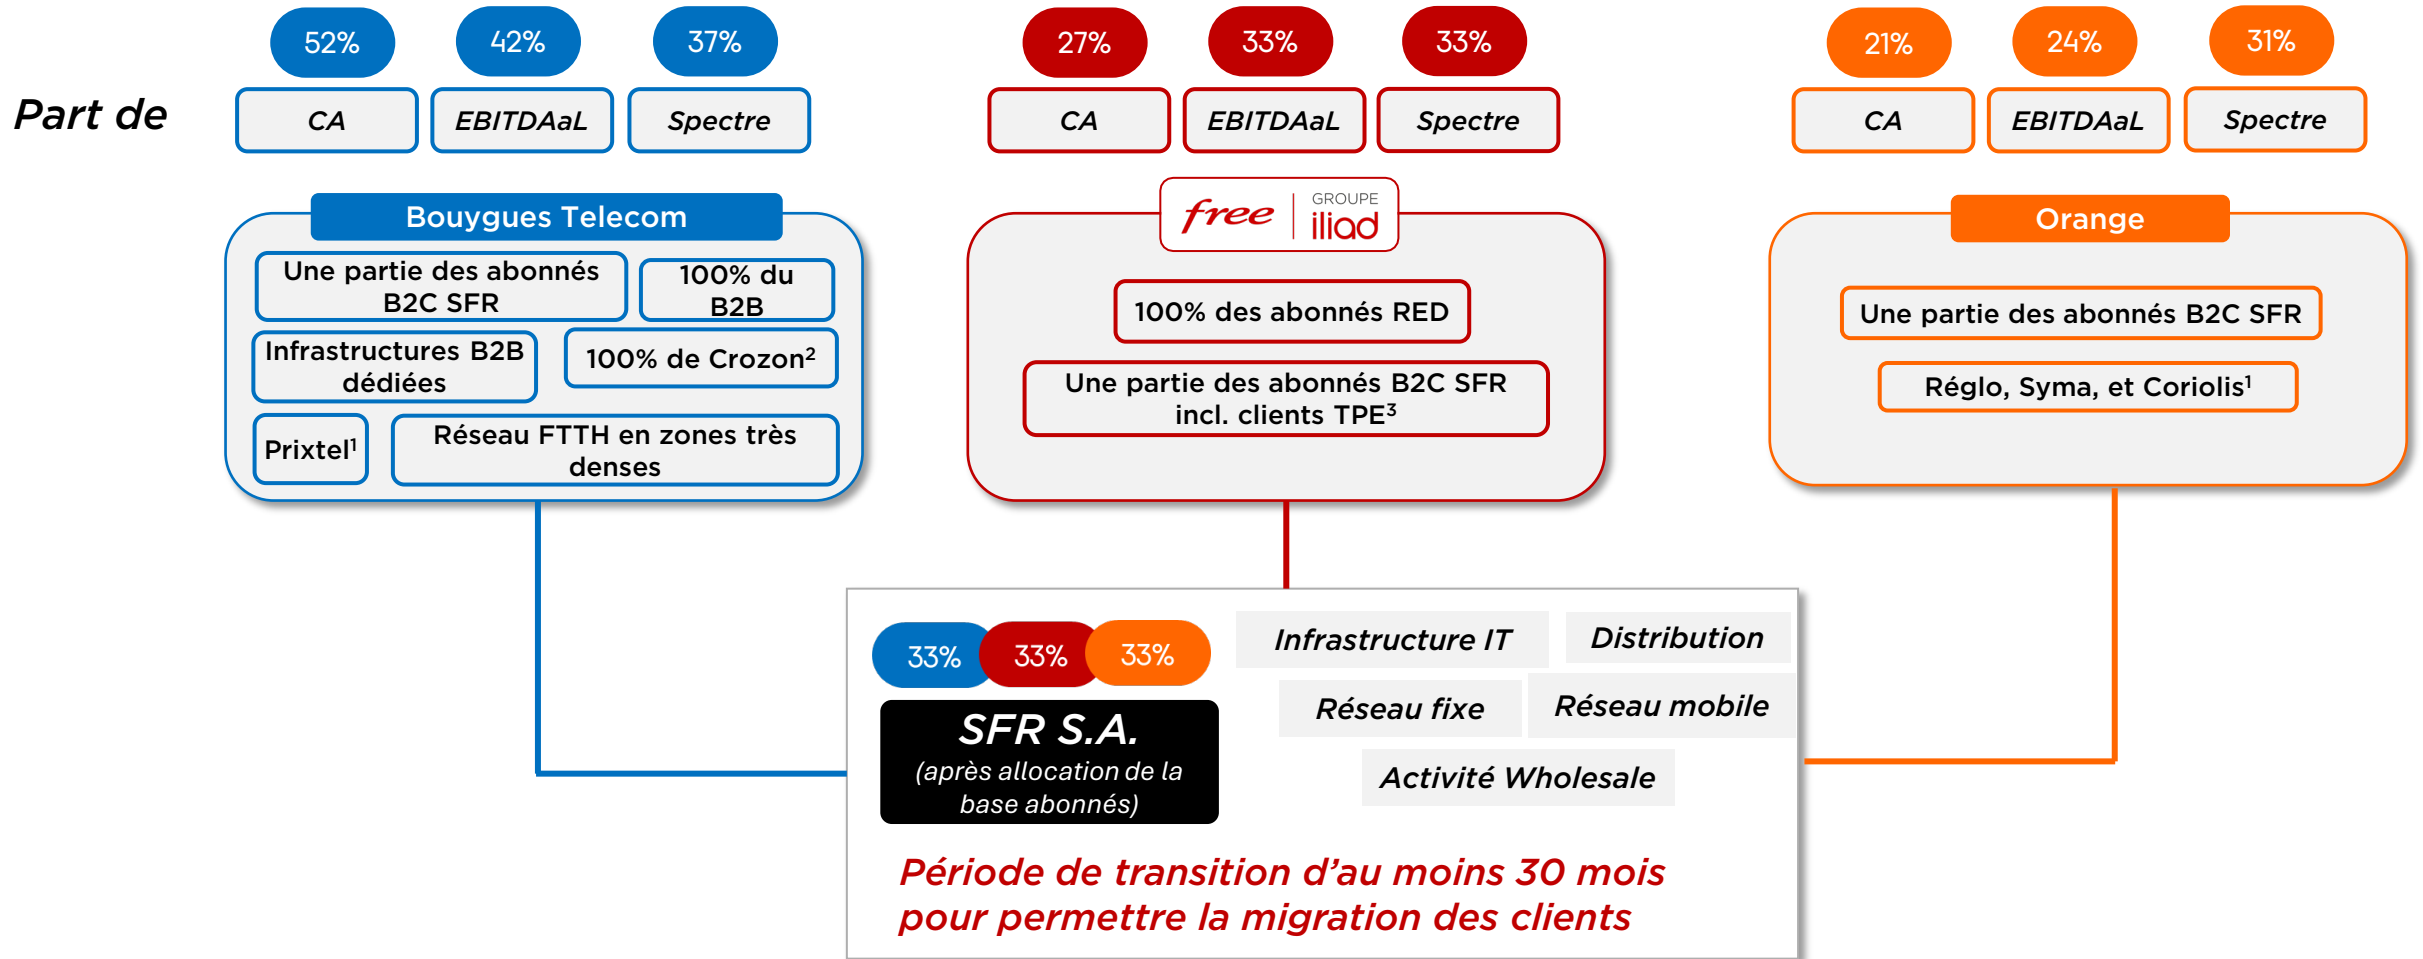 52%
42%
37%
27%
33%
33%
21%
24%
31%
Part de
CA
EBITDAaL
Spectre
CA
EBITDAaL
Spectre
CA
EBITDAaL
Spectre
Bouygues Telecom
Une partie des abonnés
B2C SFR
100% du
B2B
Infrastructures B2B
dédiées
100% de Crozon²
Prixtel¹
Réseau FTTH en zones très
denses
free
GROUPE
iliad
100% des abonnés RED
Une partie des abonnés B2C SFR
incl. clients TPE³
Orange
Une partie des abonnés B2C SFR
Réglo, Syma, et Coriolis¹
33%
33%
33%
SFR S.A.
(après allocation de la
base abonnés)
Infrastructure IT
Distribution
Réseau fixe
Réseau mobile
Activité Wholesale
Période de transition d’au moins 30 mois
pour permettre la migration des clients